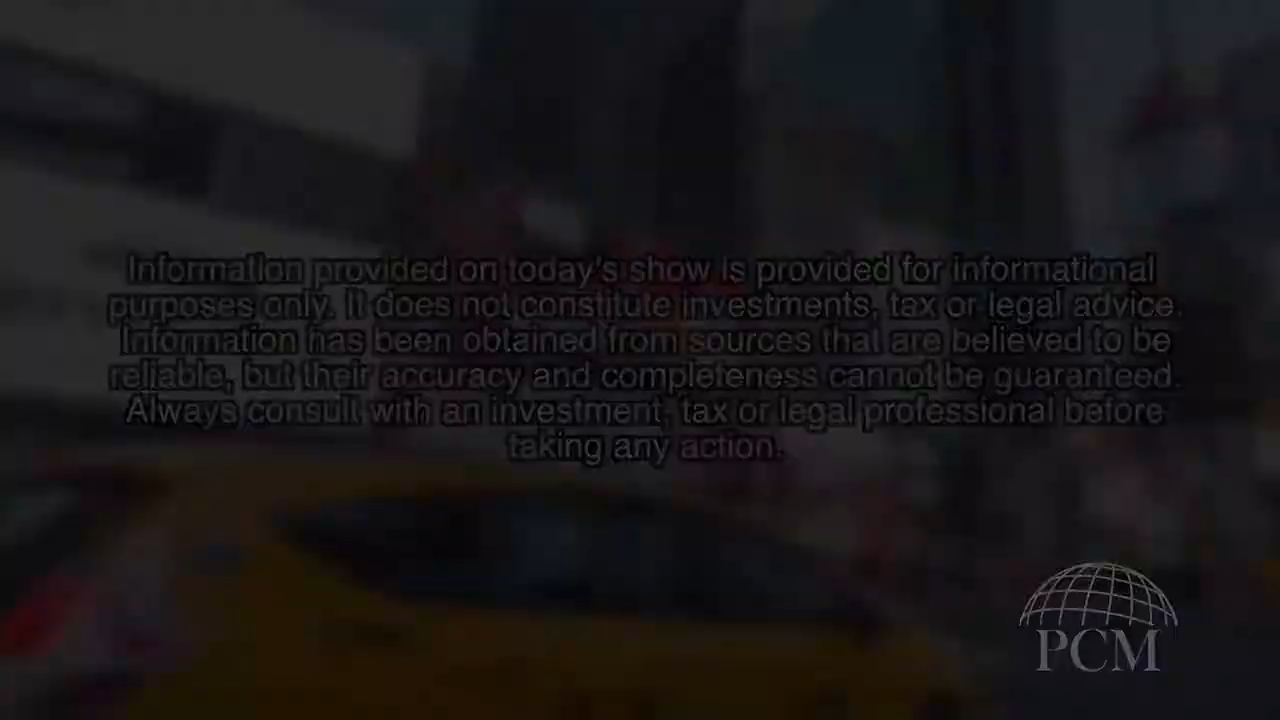 Information provided on today's show is provided for informational
purposes only. It does not constitute investments, tax or legal advice.
Information has been obtained from sources that are believed to be
reliable, but their accuracy and completeness cannot be guaranteed.
Always consult with an investment, tax or legal professional before
taking any action.
PCM